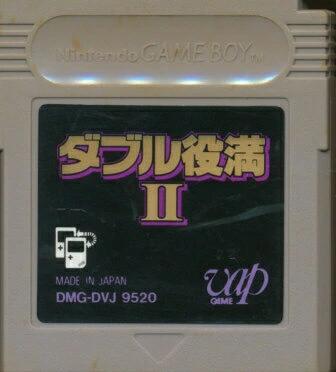 Nintendo GAME BOY™
ダブル役満
II
MADE IN JAPAN
DMG-DVJ 9520
vap
GAME